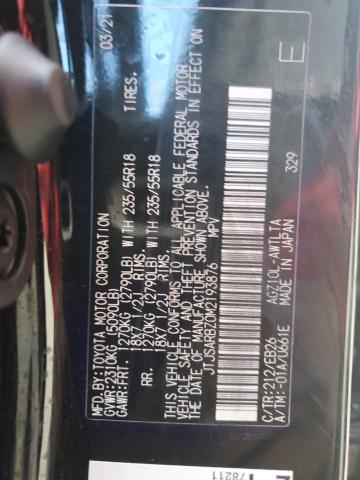 MFD.BY:TOYOTA MOTOR CORPORATION 03/21
GVWR:2310KG (5090LB)
GAWR:FRT. 1270KG (2790LB) WITH 235/55R18 TIRES,
18X7 1/2J RIMS.
RR. 1270KG (2790LB) WITH 235/55R18
18X7 1/2J RIMS.
THIS VEHICLE CONFORMS TO ALL APPLICABLE FEDERAL MOTOR
VEHICLE SAFETY AND THEFT PREVENTION STANDARDS IN EFFECT ON
THE DATE OF MANUFACTURE SHOWN ABOVE.
JTJSARBZ0M2193876 MPV
E
C/TR:212/EB26 AGZ10L-AWTLTA 329
A/TM:-01A/U661E MADE IN JAPAN
78211